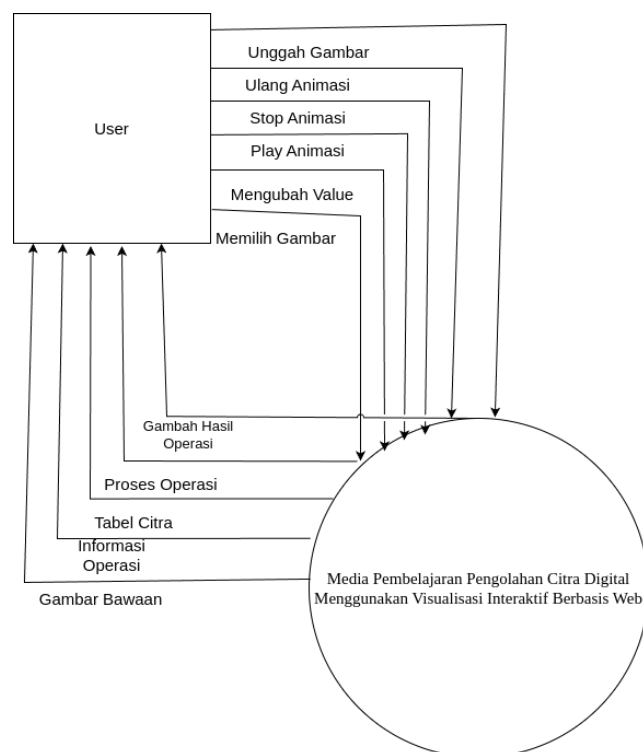 Unggah Gambar
Ulang Animasi
User
Stop Animasi
Play Animasi
Mengubah Value
Memilih Gambar
Gambah Hasil
Operasi
Proses Operasi
Tabel Citra
Informasi
Operasi
Gambar Bawaan
Media Pembelajaran Pengolahan Citra Digital
Menggunakan Visualisasi Interaktif Berbasis Web